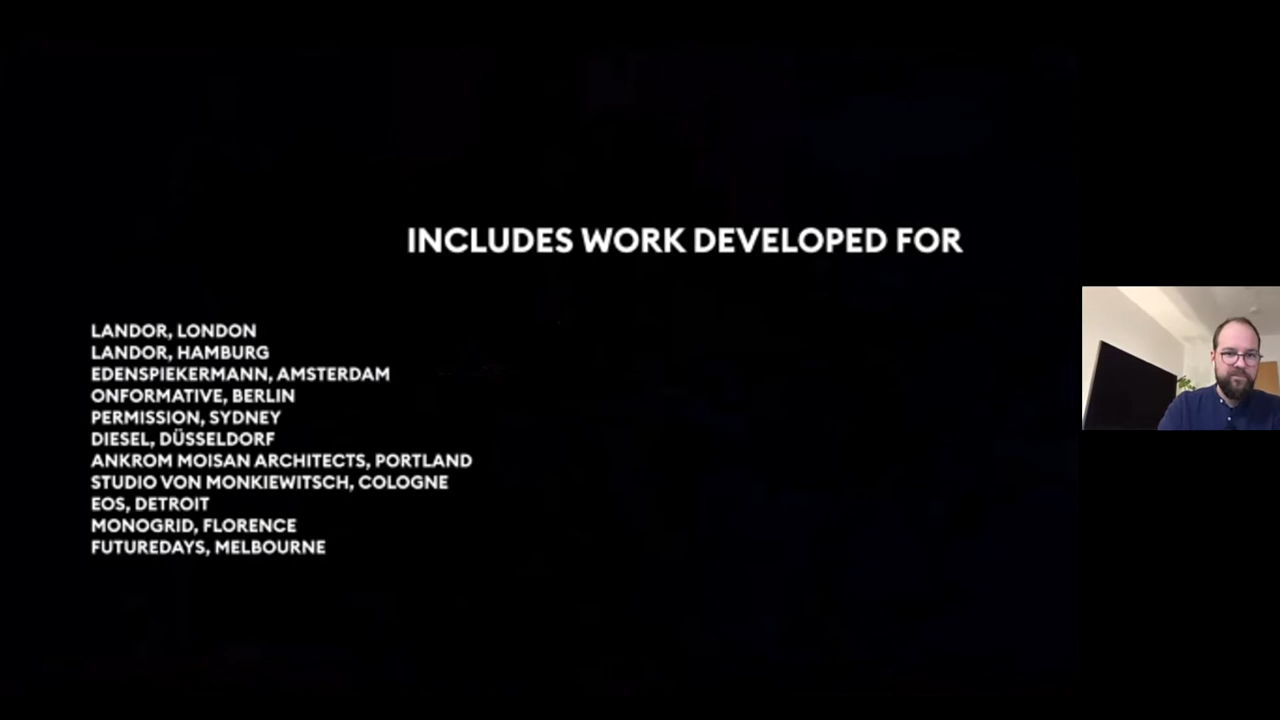 INCLUDES WORK DEVELOPED FOR
LANDOR, LONDON
LANDOR, HAMBURG
EDENSPIEKERMANN, AMSTERDAM
ONFORMATIVE, BERLIN
PERMISSION, SYDNEY
DIESEL, DÜSSELDORF
ANKROM MOISAN ARCHITECTS, PORTLAND
STUDIO VON MONKIEWITSCH, COLOGNE
EOS, DETROIT
MONOGRID, FLORENCE
FUTUREDAYS, MELBOURNE